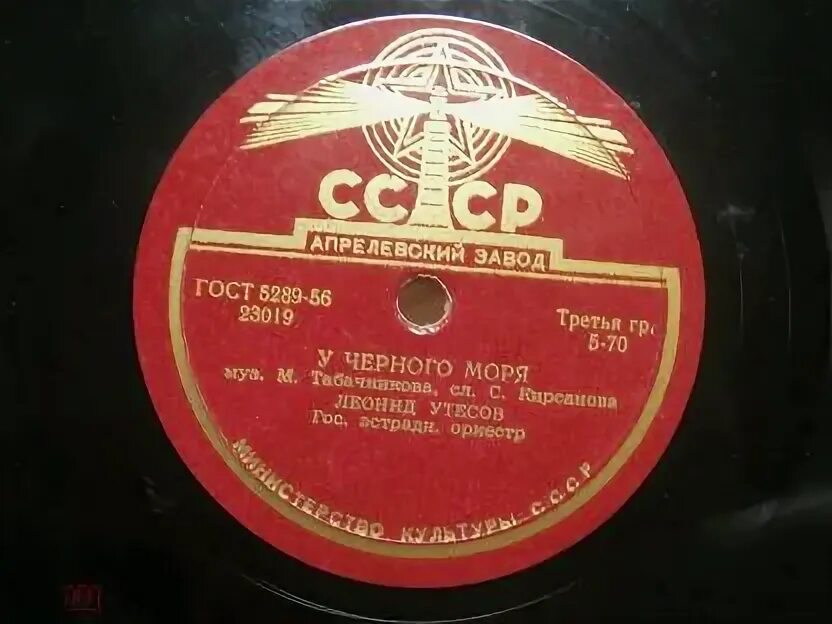 СССР
АПРЕЛЕВСКИЙ ЗАВОД
ГОСТ 5289-56
23019
Третья гр.
5-70
У ЧЕРНОГО МОРЯ
муз. М. Табачникова, сл. С. Кирсанова
ЛЕОНИД УТЕСОВ
Гос. эстрадн. оркестр
МИНИСТЕРСТВО КУЛЬТУРЫ С.С.С.Р